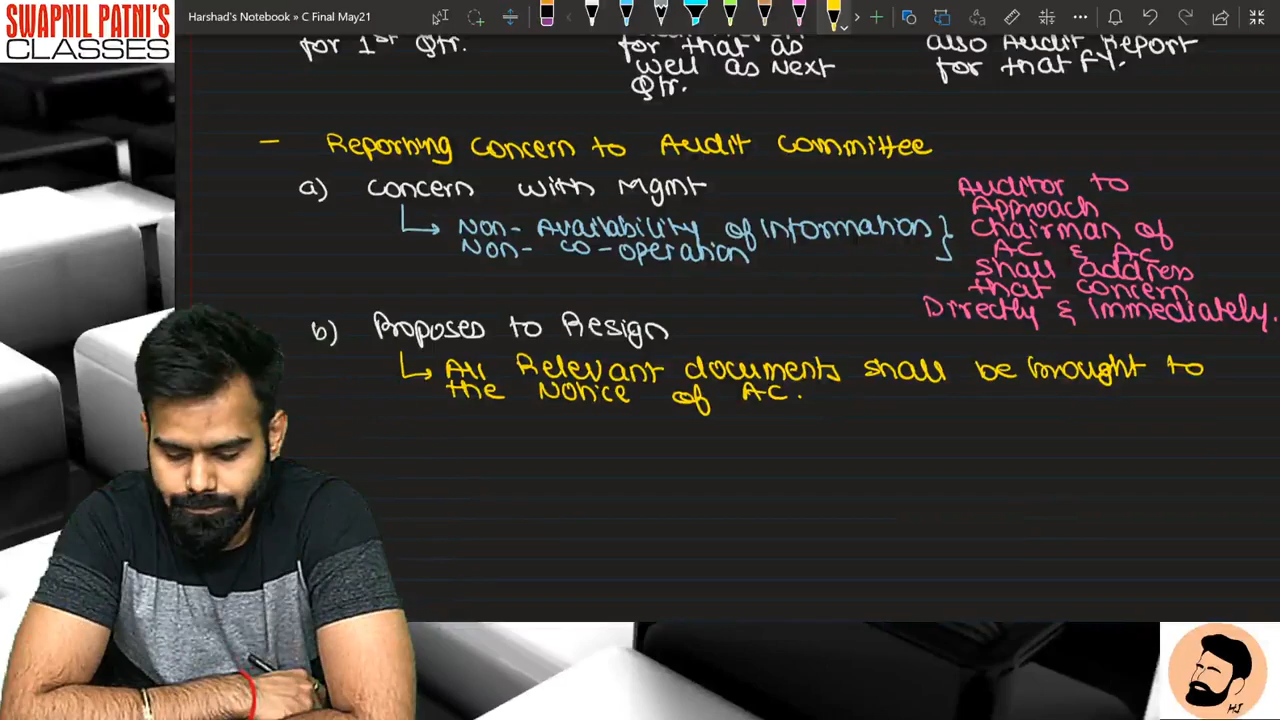 SWAPNIL PATNI'S
CLASSES
Harshad's Notebook » C Final May21
for 1st Qtr.
for that as
well as Next
Qtr.
also Audit Report
for that FY.
- Reporting Concern to Audit Committee
a) Concern with Mgmt
Non-Availability of Information
Non-co-operation
Auditor to
Approach
Chairman of
AC & AC
shall address
that concern
Directly & Immediately.
b) Proposes to Resign
All Relevant documents shall be brought to
the Notice of AC.
HJ